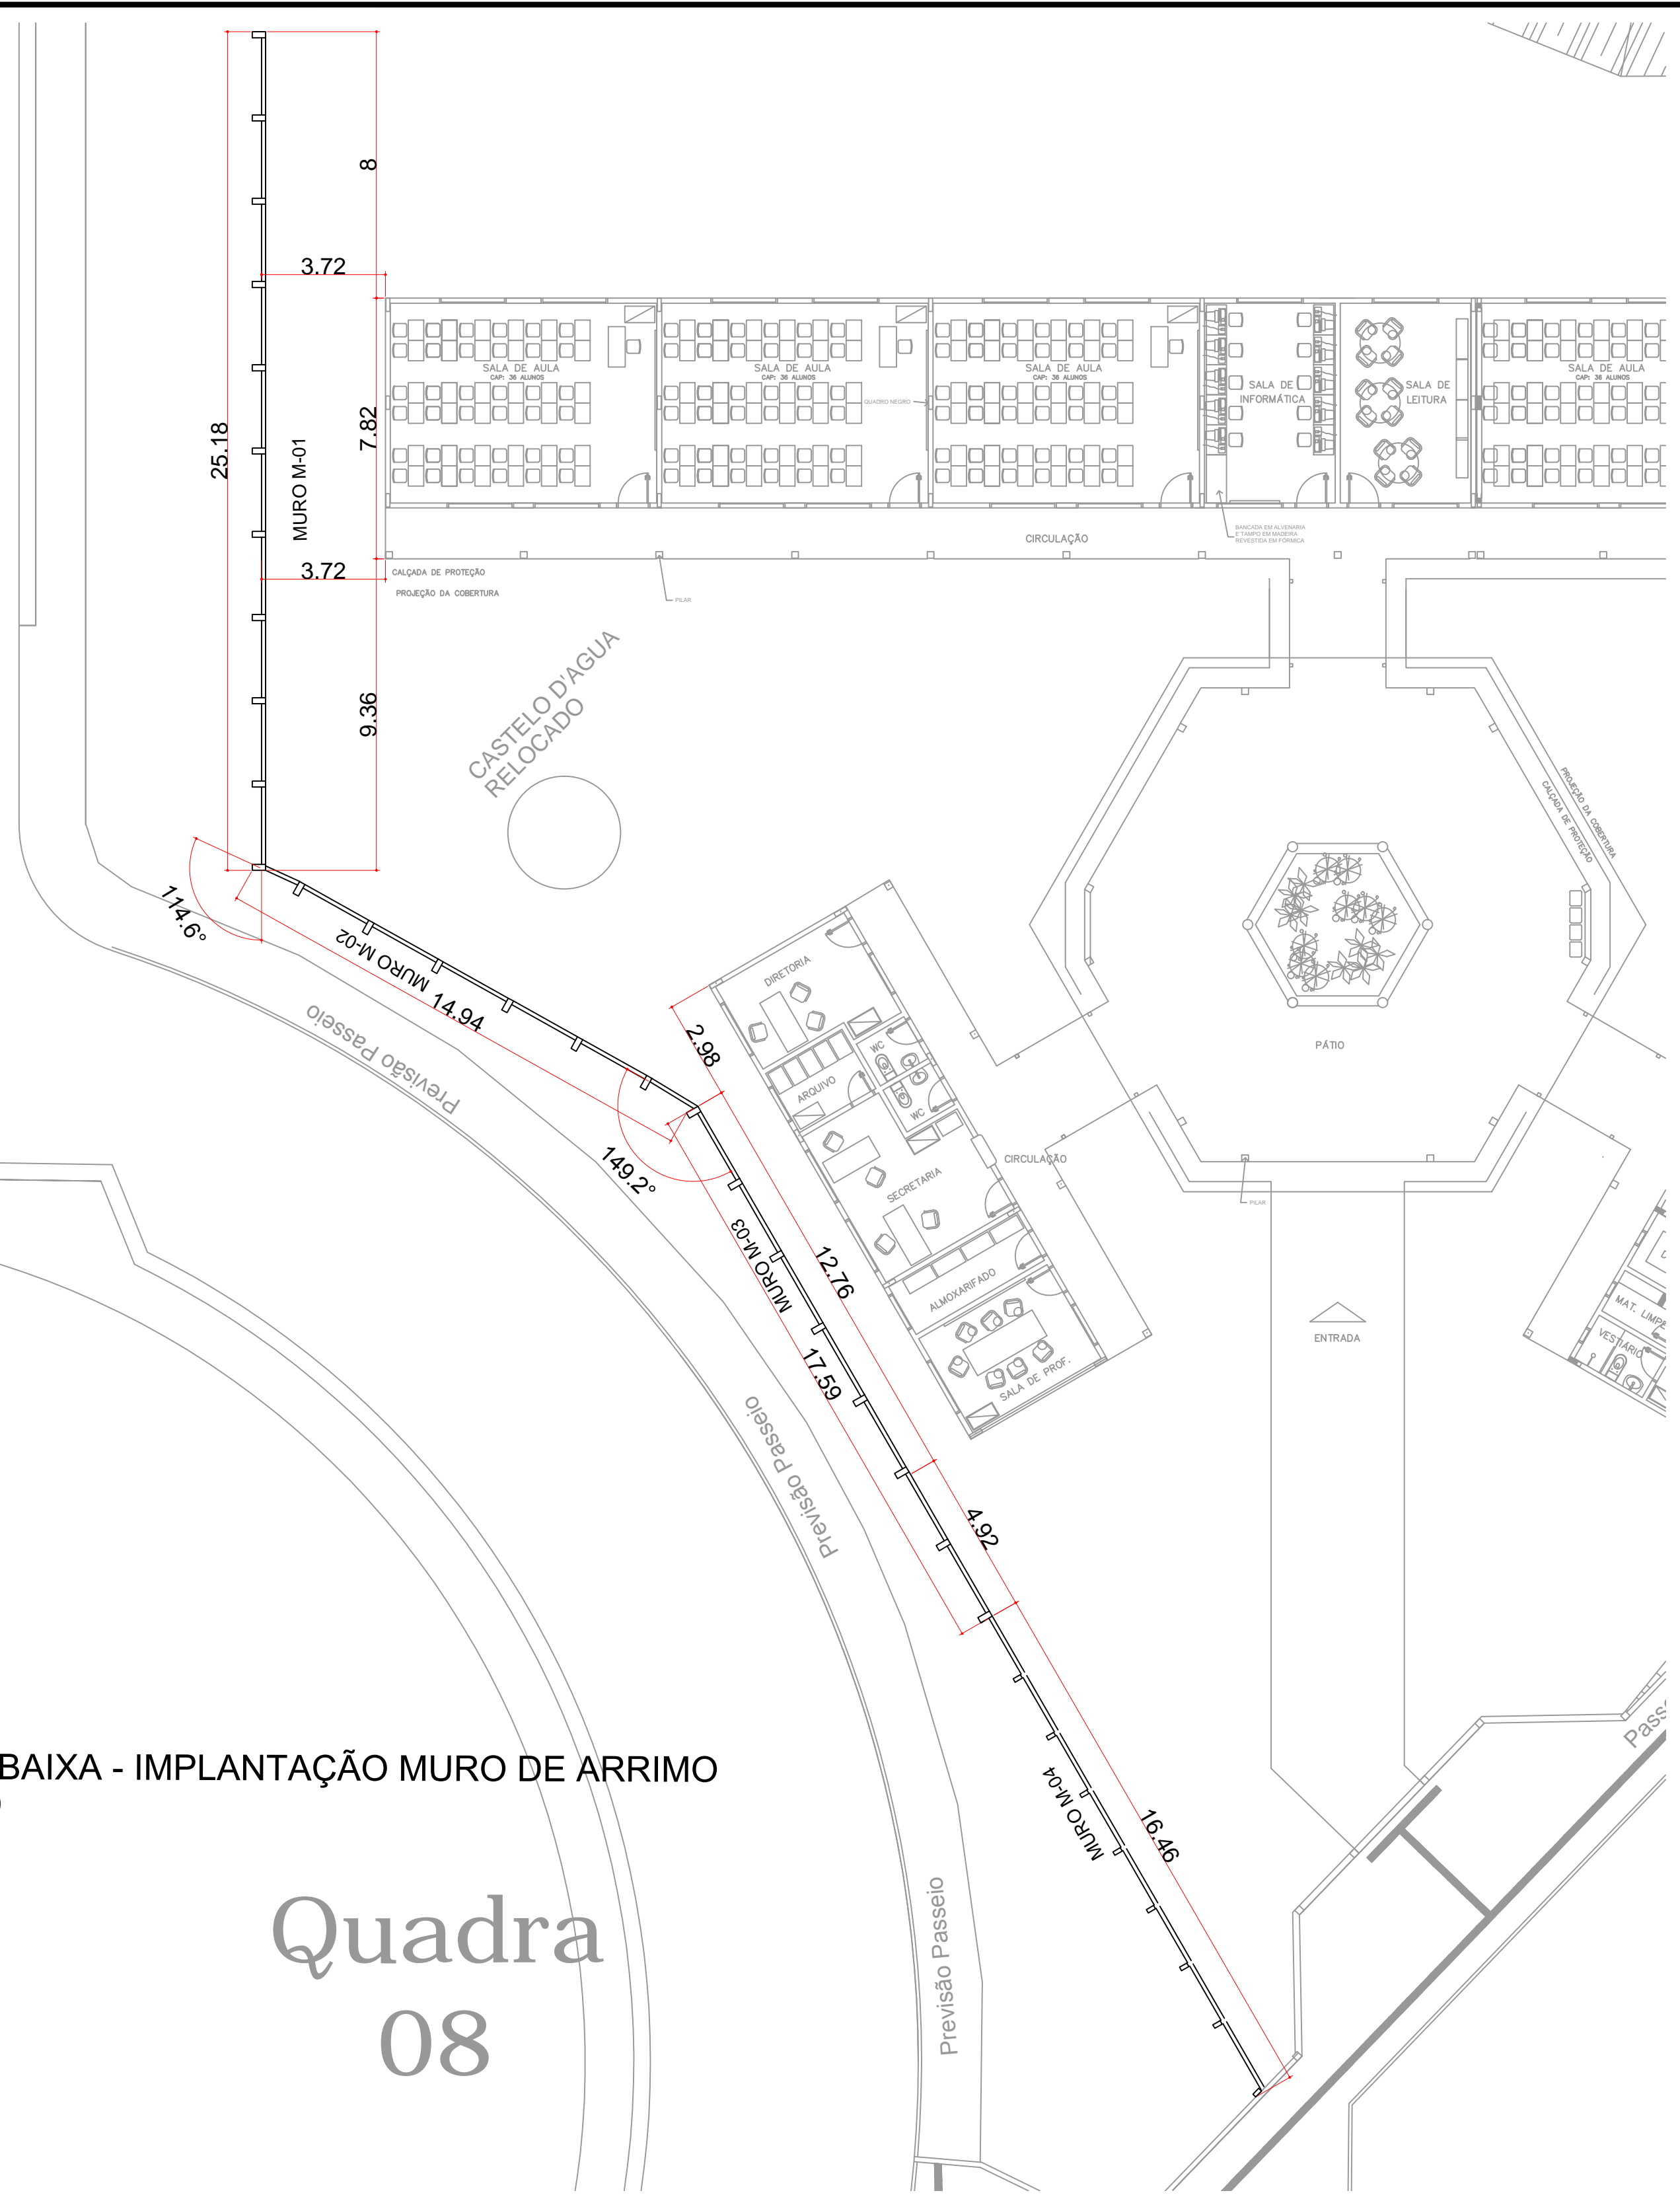 8
3.72
25.18
MURO M-01
7.82
3.72
9.36
SALA DE AULA
CAP: 36 ALUNOS
SALA DE AULA
CAP: 36 ALUNOS
SALA DE AULA
CAP: 36 ALUNOS
QUADRO NEGRO
SALA DE
INFORMÁTICA
SALA DE
LEITURA
SALA DE AULA
CAP: 36 ALUNOS
BANCADA EM ALVENARIA
E TAMPO EM MADEIRA
REVESTIDA EM FÓRMICA
CIRCULAÇÃO
CALÇADA DE PROTEÇÃO
PROJEÇÃO DA COBERTURA
PILAR
CASTELO D'AGUA
RELOCADO
PROJEÇÃO DA COBERTURA
CALÇADA DE PROTEÇÃO
114.6°
MURO M-02
14.94
Previsão Passeio
2.98
DIRETORIA
WC
ARQUIVO
WC
SECRETARIA
CIRCULAÇÃO
ALMOXARIFADO
SALA DE PROF.
PÁTIO
PILAR
ENTRADA
MAT. LIMPE
VESTIÁRIO
149.2°
MURO M-03
12.76
17.59
Previsão Passeio
4.92
MURO M-04
16.46
Previsão Passeio
Pass
BAIXA - IMPLANTAÇÃO MURO DE ARRIMO
Quadra
08